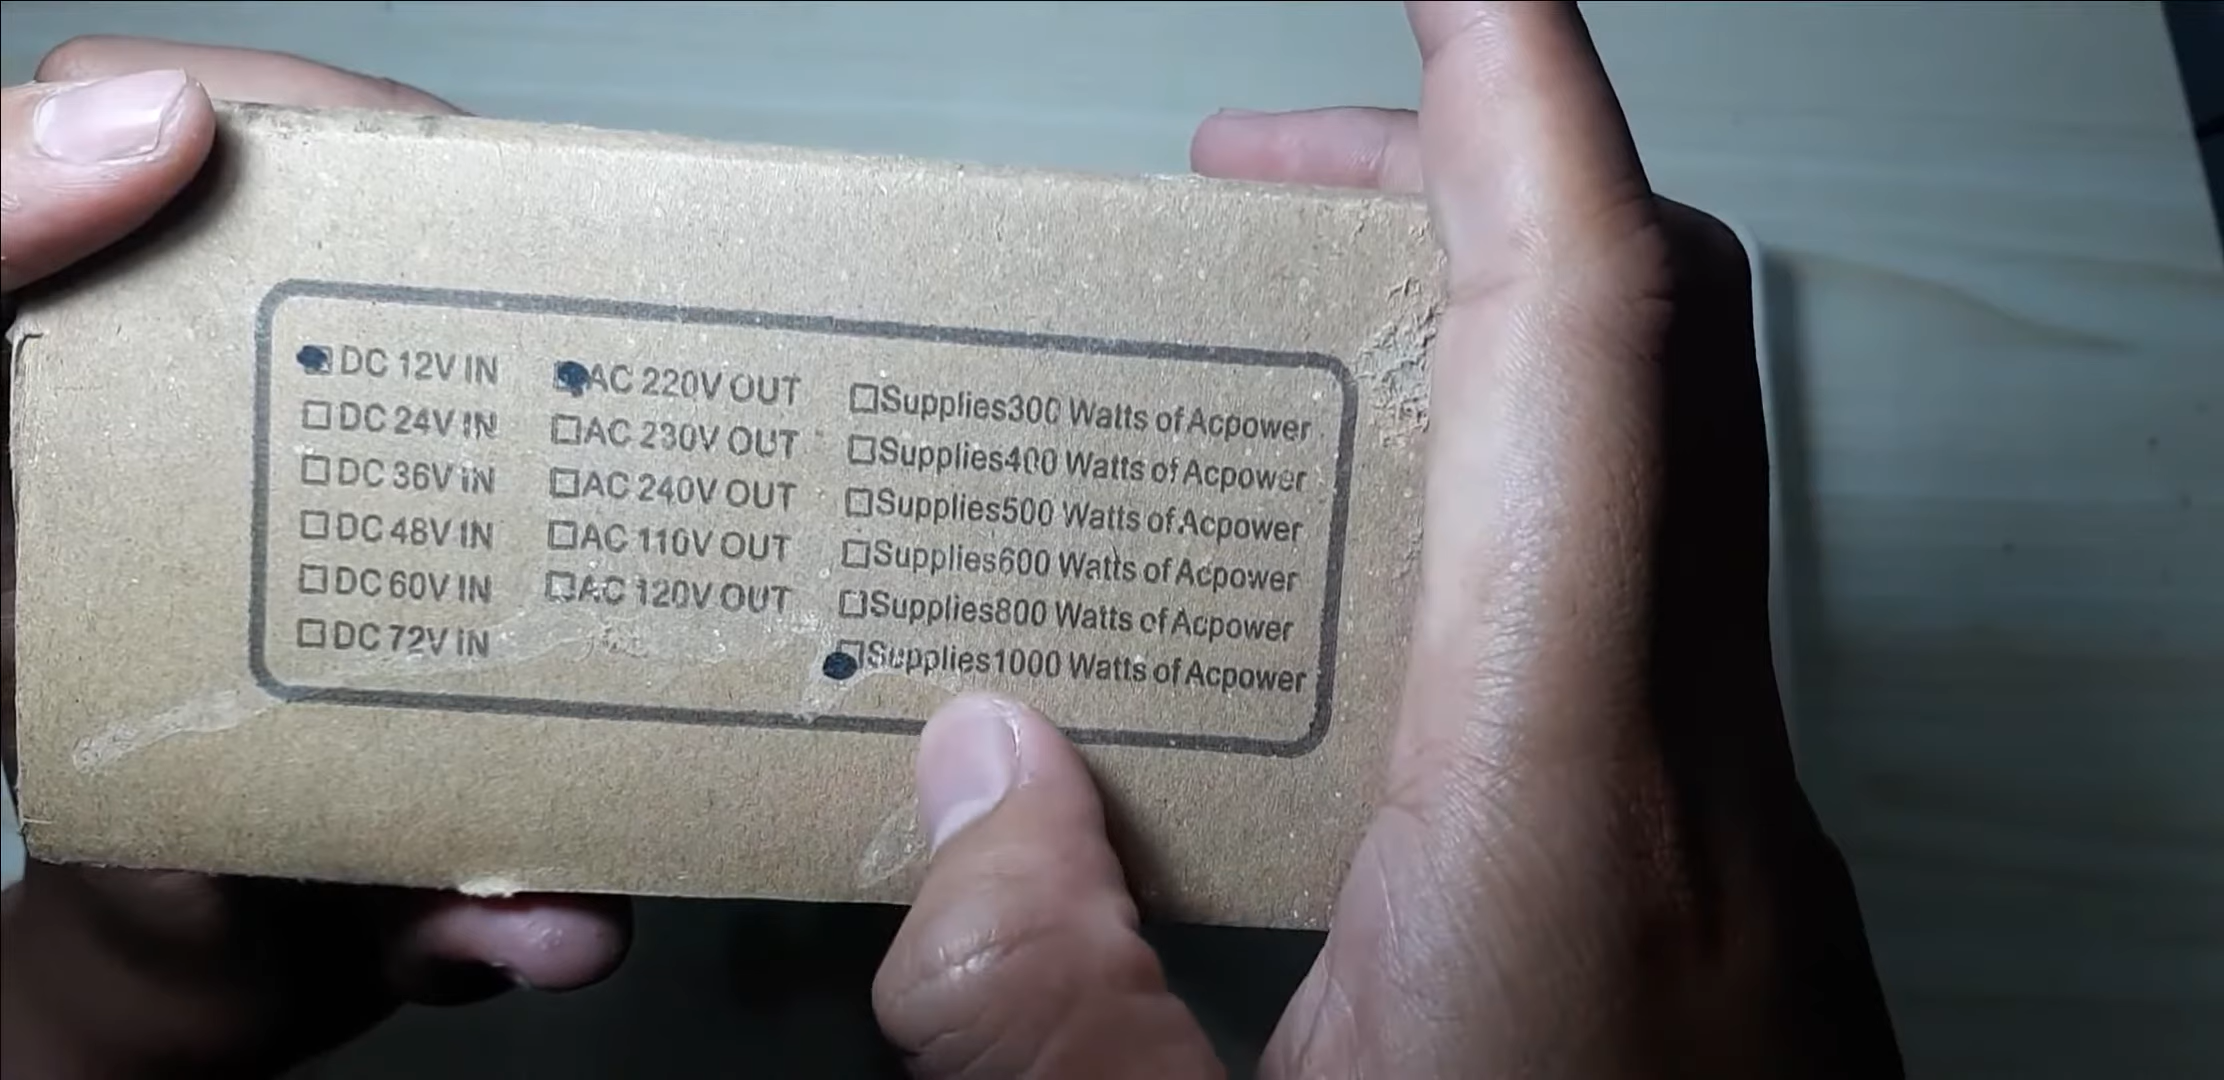 DC 12V IN
DC 24V IN
DC 36V IN
DC 48V IN
DC 60V IN
DC 72V IN
AC 220V OUT
AC 230V OUT
AC 240V OUT
AC 110V OUT
AC 120V OUT
Supplies300 Watts of Acpower
Supplies400 Watts of Acpower
Supplies500 Watts of Acpower
Supplies600 Watts of Acpower
Supplies800 Watts of Acpower
Supplies1000 Watts of Acpower